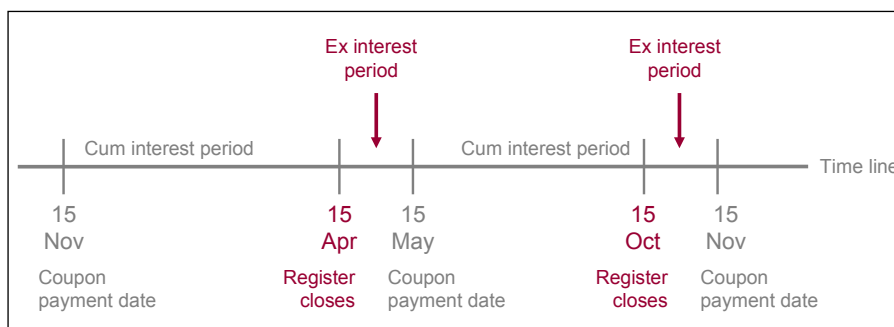 Ex interest
period
Ex interest
period
Cum interest period
Cum interest period
Time line
15
Nov
15
Apr
15
May
15
Oct
15
Nov
Coupon
payment date
Register
closes
Coupon
payment date
Register
closes
Coupon
payment date